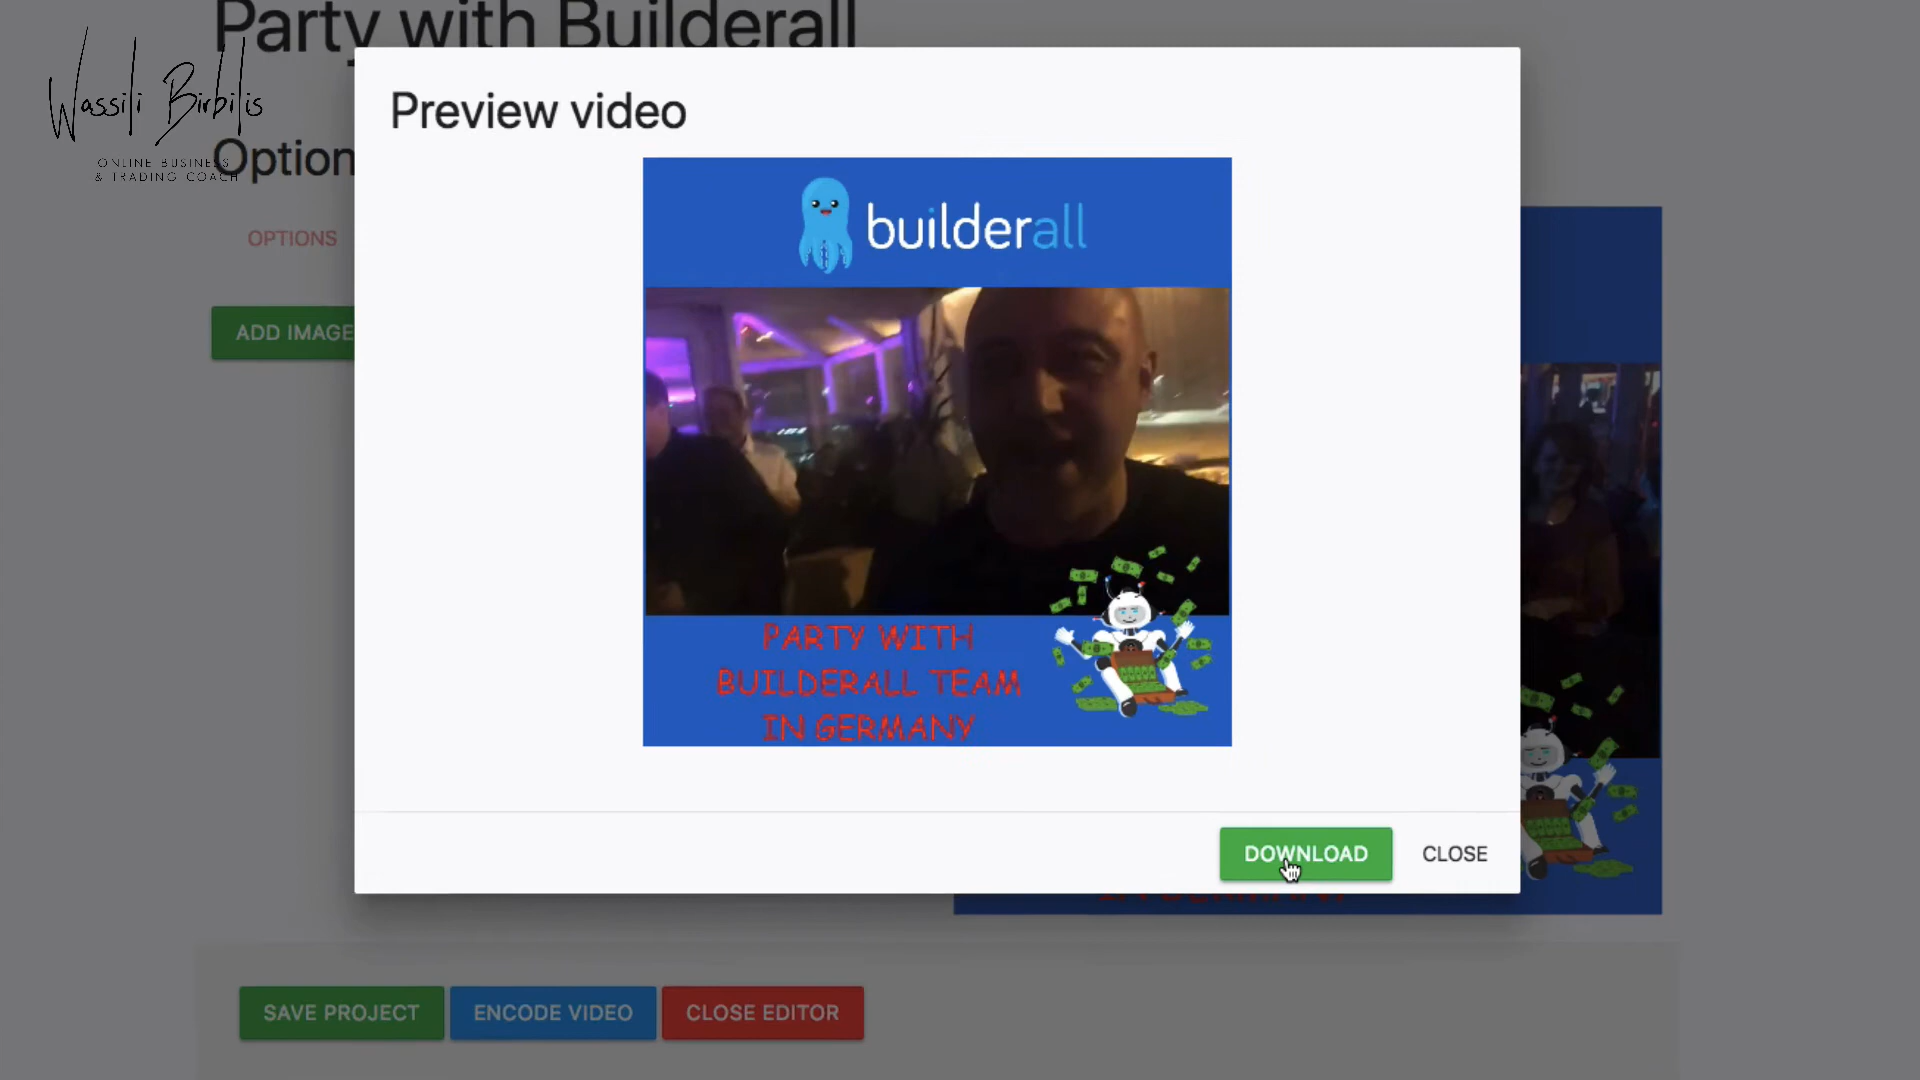 Party with Builderall
Wassili Birbilis
ONLINE BUSINESS
& TRADING COACH
Option
OPTIONS
ADD IMAGE
Preview video
builderall
PARTY WITH
BUILDERALL TEAM
IN GERMANY
DOWNLOAD
CLOSE
SAVE PROJECT
ENCODE VIDEO
CLOSE EDITOR